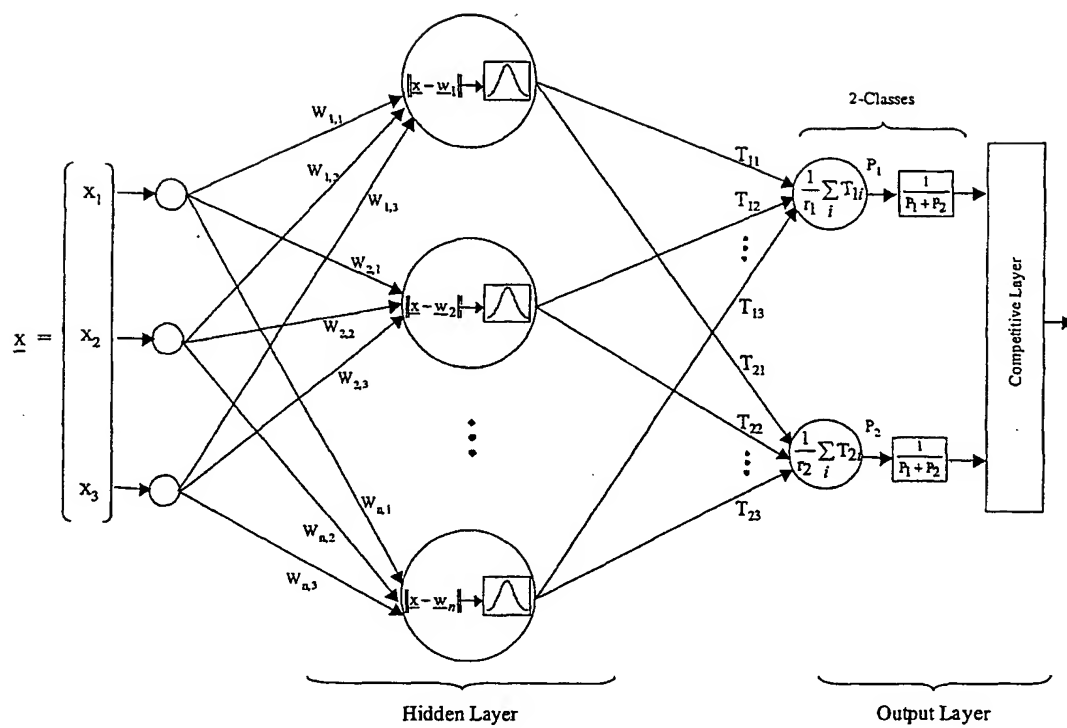 ‖x - w₁‖
2-Classes
W₁,₁
W₁,₂
W₁,₃
T₁₁
P₁
x₁
1/r₁ ∑ᵢ T₁ᵢ
1/(P₁ + P₂)
T₁₂
W₂,₁
‖x - w₂‖
T₁₃
x ≡
x₂
W₂,₂
W₂,₃
Competitive Layer
T₂₁
T₂₂
P₂
1/r₂ ∑ᵢ T₂ᵢ
1/(P₁ + P₂)
x₃
Wₙ,₁
T₂₃
Wₙ,₂
Wₙ,₃
‖x - wₙ‖
Hidden Layer
Output Layer